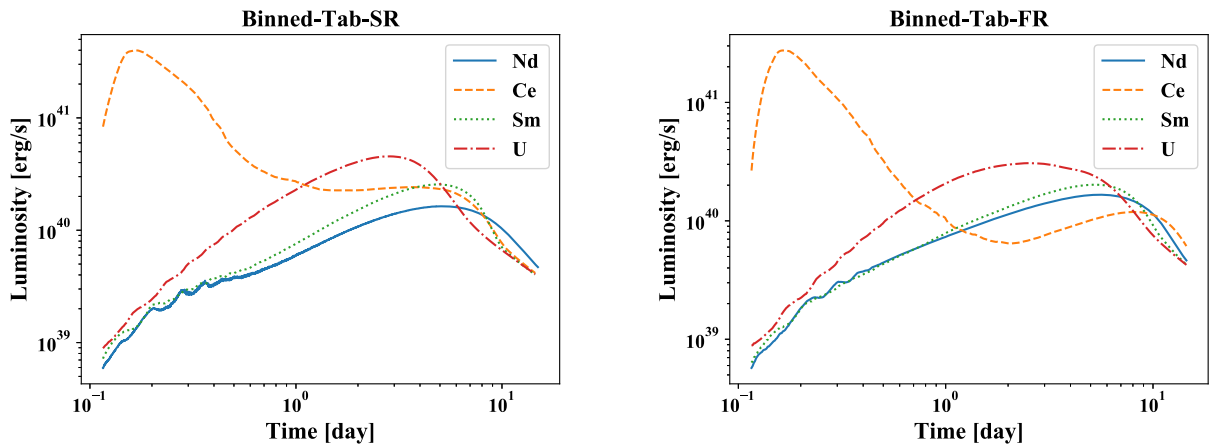 Binned-Tab-SR
Luminosity [erg/s]
10^41
10^40
10^39
Nd
Ce
Sm
U
10^−1
10^0
10^1
Time [day]
Binned-Tab-FR
Luminosity [erg/s]
10^41
10^40
10^39
Nd
Ce
Sm
U
10^−1
10^0
10^1
Time [day]